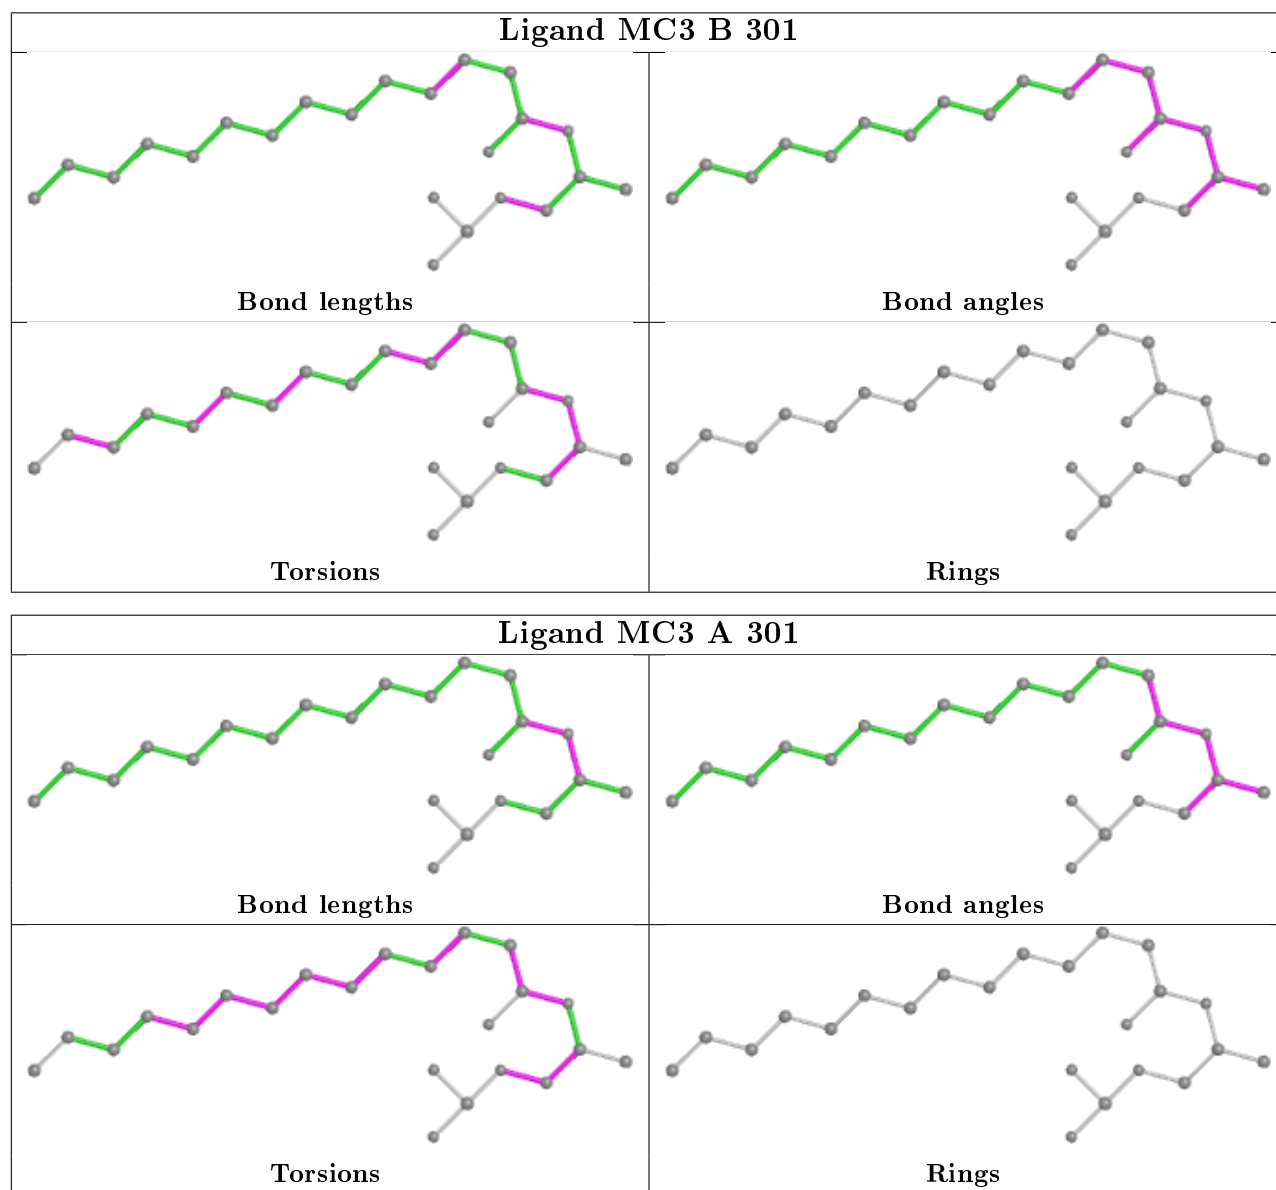 Ligand MC3 B 301
Bond lengths
Bond angles
Torsions
Rings
Ligand MC3 A 301
Bond lengths
Bond angles
Torsions
Rings